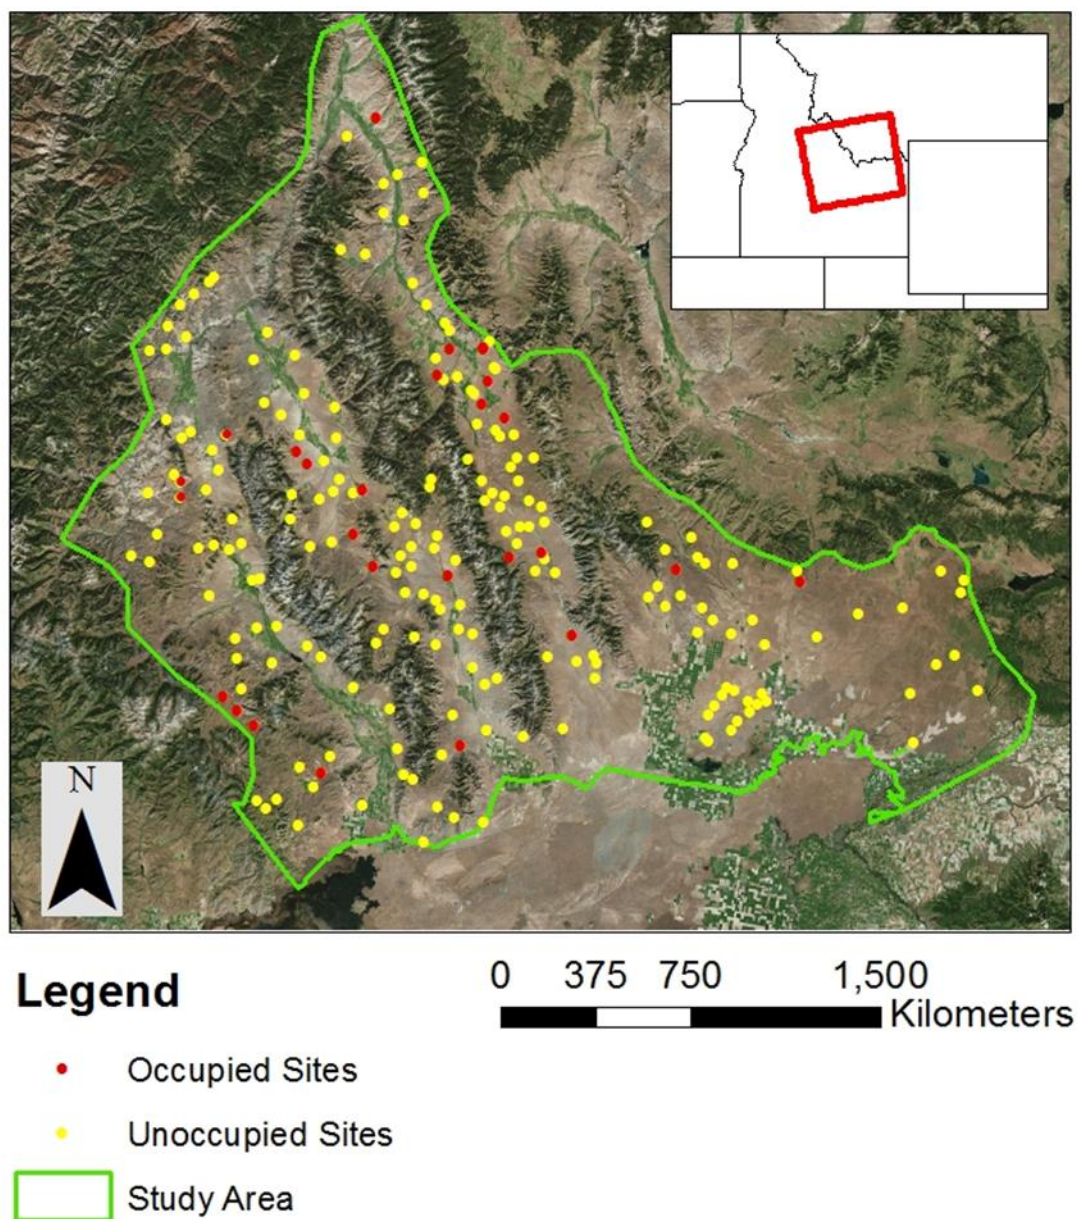 N
Legend
0 375 750 1,500
Kilometers
Occupied Sites
Unoccupied Sites
Study Area